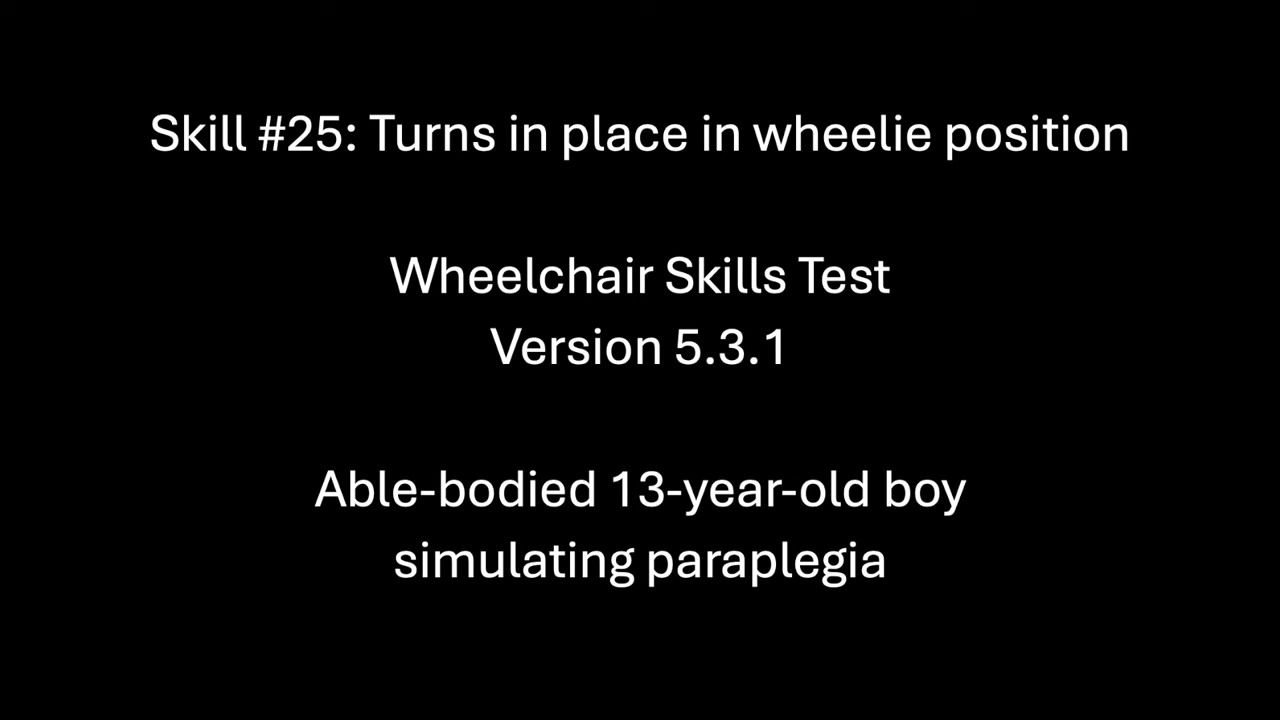 Skill #25: Turns in place in wheelie position
Wheelchair Skills Test
Version 5.3.1
Able-bodied 13-year-old boy
simulating paraplegia